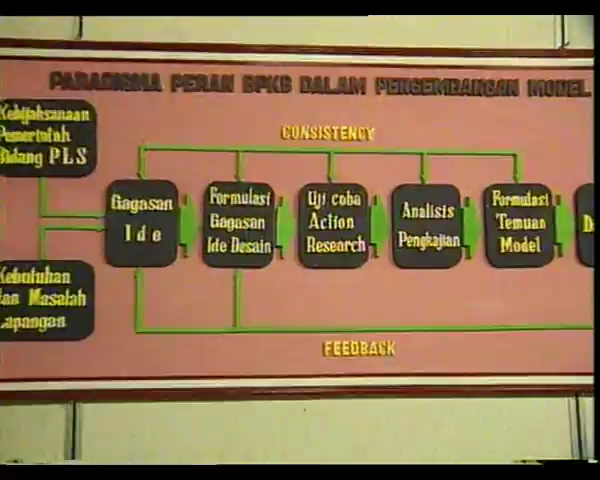 PARADIGMA PERAN BPKB DALAM PENGEMBANGAN MODEL
Kebijaksanaan
Pemerintah
Bidang PLS
CONSISTENCY
Gagasan
Ide
Formulasi
Gagasan
Ide Desain
Uji coba
Action
Research
Analisis
Pengkajian
Formulasi
Temuan
Model
Kebutuhan
dan Masalah
Lapangan
FEEDBACK